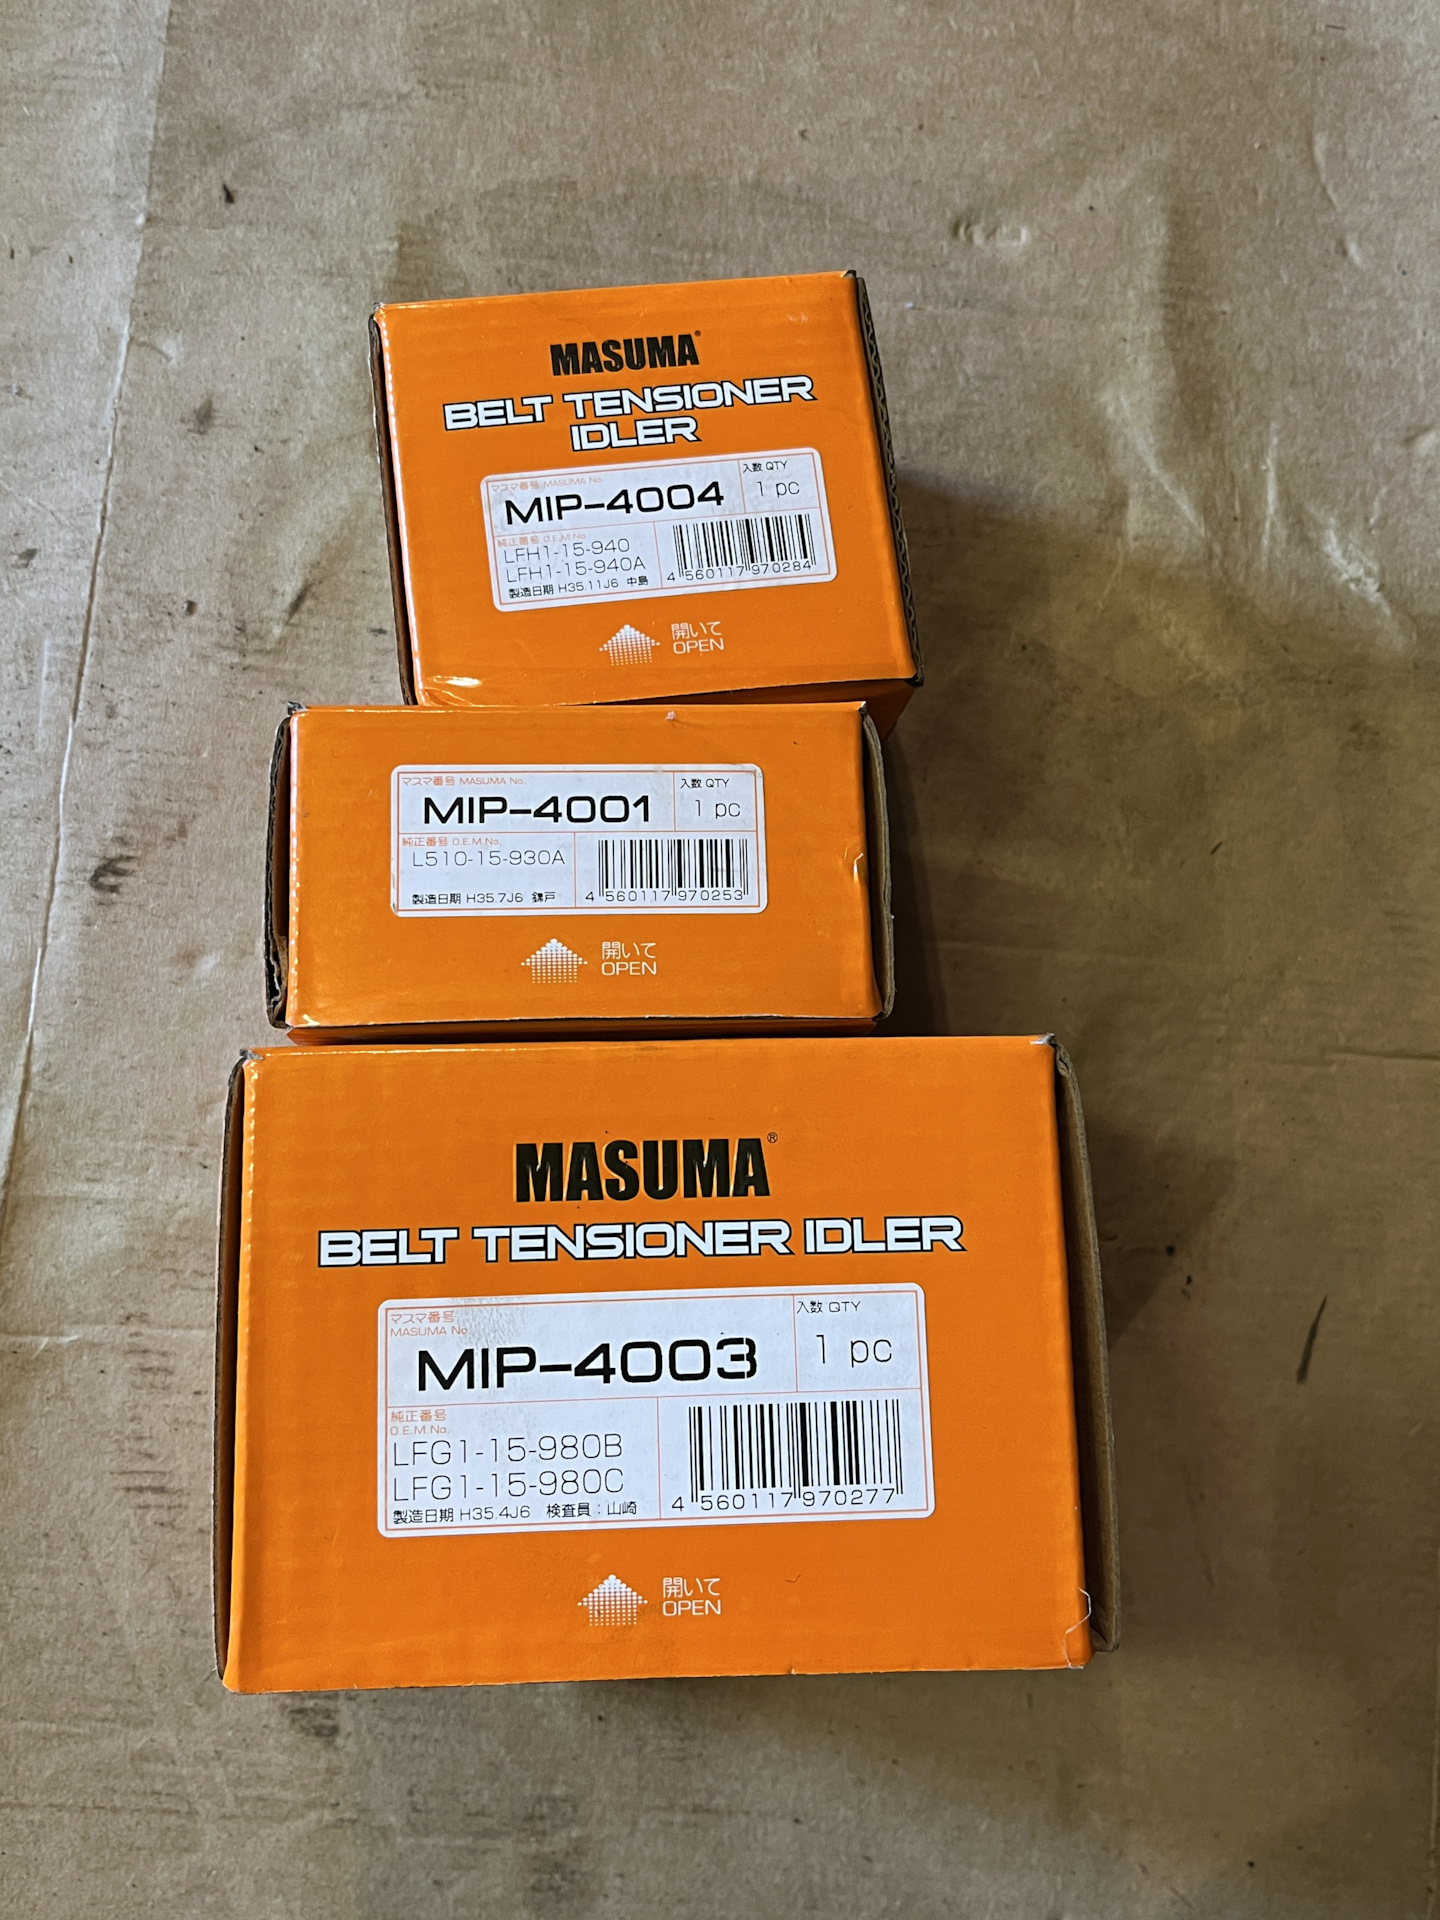 MASUMA®
BELT TENSIONER
IDLER
マスマ番号 MASUMA No.
入数 QTY
MIP-4004
1 pc
純正番号 O.E.M.No.
LFH1-15-940
LFH1-15-940A
製造日期 H35.11J6 中島
4 560117 970284
開いて
OPEN
マスマ番号 MASUMA No.
入数 QTY
MIP-4001
1 pc
純正番号 O.E.M.No.
L510-15-930A
製造日期 H35.7J6 錦戸
4 560117 970253
開いて
OPEN
MASUMA®
BELT TENSIONER IDLER
マスマ番号
MASUMA No.
入数 QTY
MIP-4003
1 pc
純正番号
O.E.M.No.
LFG1-15-980B
LFG1-15-980C
製造日期 H35.4J6 検査員：山崎
4 560117 970277
開いて
OPEN